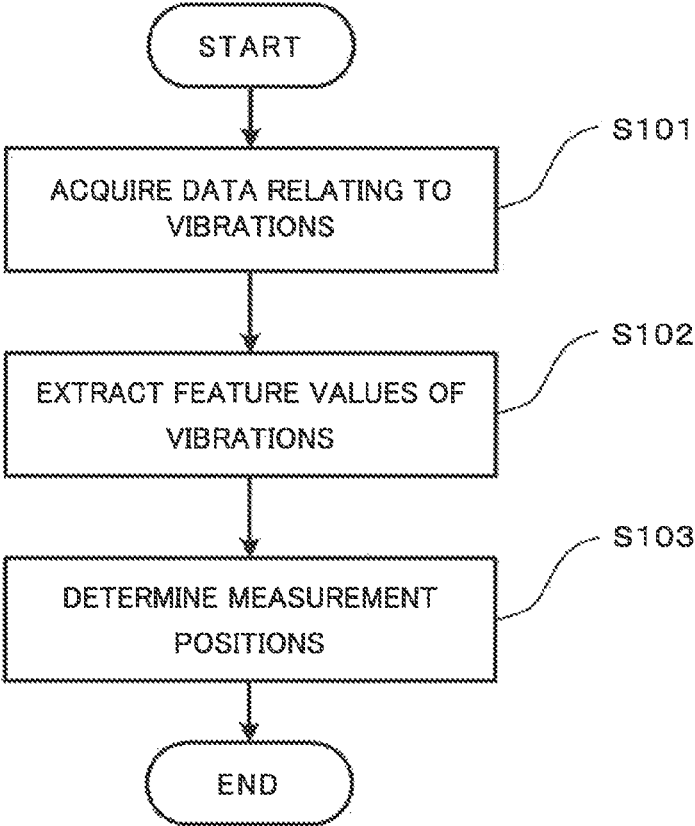 START
S101
ACQUIRE DATA RELATING TO
VIBRATIONS
S102
EXTRACT FEATURE VALUES OF
VIBRATIONS
S103
DETERMINE MEASUREMENT
POSITIONS
END